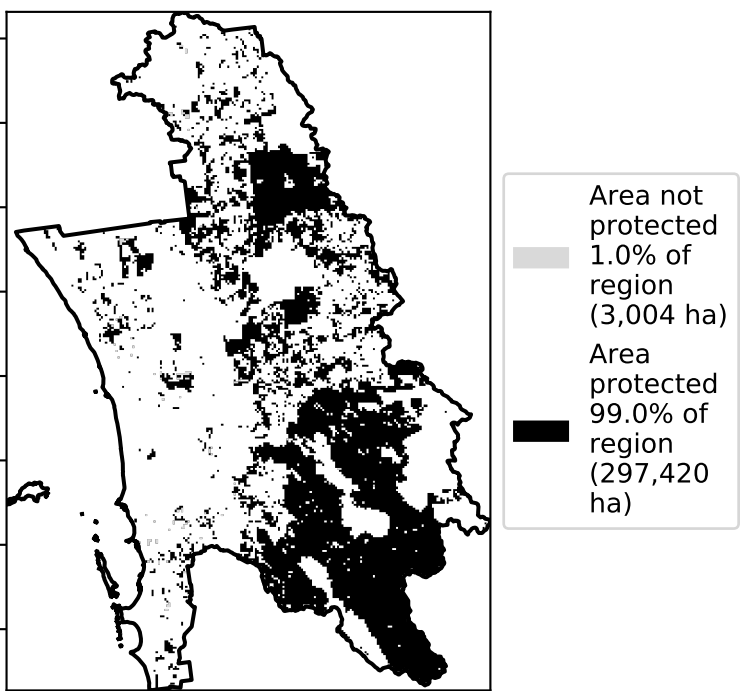 Area not
protected
1.0% of
region
(3,004 ha)
Area
protected
99.0% of
region
(297,420
ha)